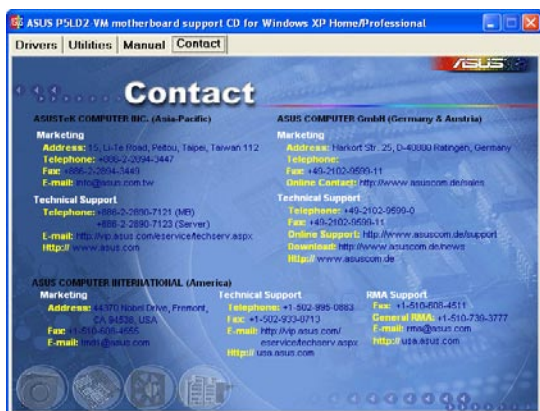 ASUS P5LD2-VM motherboard support CD for Windows XP Home/Professional
Drivers Utilities Manual Contact
ASUS
Contact
ASUSTeK COMPUTER INC. (Asia-Pacific)
Marketing
Address: 15, Li-Te Road, Peitou, Taipei, Taiwan 112
Telephone: +886-2-2894-3447
Fax: +886-2-2894-3449
E-mail: info@asus.com.tw
Technical Support
Telephone: +886-2-2890-7121 (MB)
+886-2-2890-7123 (Server)
E-mail: http://vip.asus.com/eservice/techserv.aspx
Http:// www.asus.com
ASUS COMPUTER GmbH (Germany & Austria)
Marketing
Address: Harkort Str. 25, D-40880 Ratingen, Germany
Telephone:
Fax: +49-2102-9599-11
Online Contact: http://www.asuscom.de/sales
Technical Support
Telephone: +49-2102-9599-0
Fax: +49-2102-9599-11
Online Support: http://www.asuscom.de/support
Download: http://www.asuscom.de/news
Http:// www.asuscom.de
ASUS COMPUTER INTERNATIONAL (America)
Marketing
Address: 44370 Nobel Drive, Fremont,
CA 94538, USA
Fax: +1-510-608-4555
E-mail: tmd1@asus.com
Technical Support
Telephone: +1-502-995-0883
Fax: +1-502-933-8713
E-mail: http://vip.asus.com/
eservice/techserv.aspx
Http:// usa.asus.com
RMA Support
Fax: +1-510-608-4511
General RMA: +1-510-739-3777
E-mail: rma@asus.com
Http:// usa.asus.com